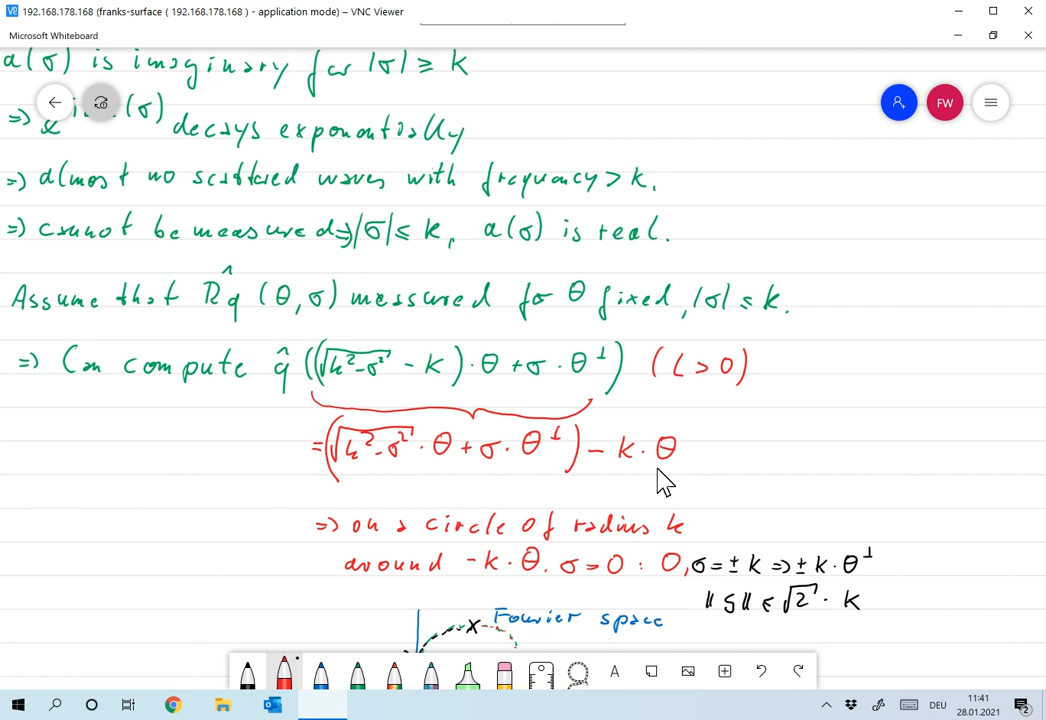 192.168.178.168 (franks-surface ( 192.168.178.168 ) - application mode) – VNC Viewer
Microsoft Whiteboard
a(σ) is imaginary for |σ| ≥ k
FW
⇒ (σ) decays exponentially
⇒ almost no scattered waves with frequency > k.
⇒ cannot be measured ⇒ |σ| ≤ k, a(σ) is real.
Assume that R̂q (θ, σ) measured for θ fixed, |σ| ≤ k.
⇒ Can compute q̂ ((√(k²-σ²) - k) · θ + σ · θ⊥) (L > 0)
= (√(k²-σ²) · θ + σ · θ⊥) - k · θ
⇒ on a circle of radius k
around - k · θ. σ = 0 : 0, σ = ± k ⇒ ± k · θ⊥
Fourier space
x
A
DEU
11:41
28.01.2021
2